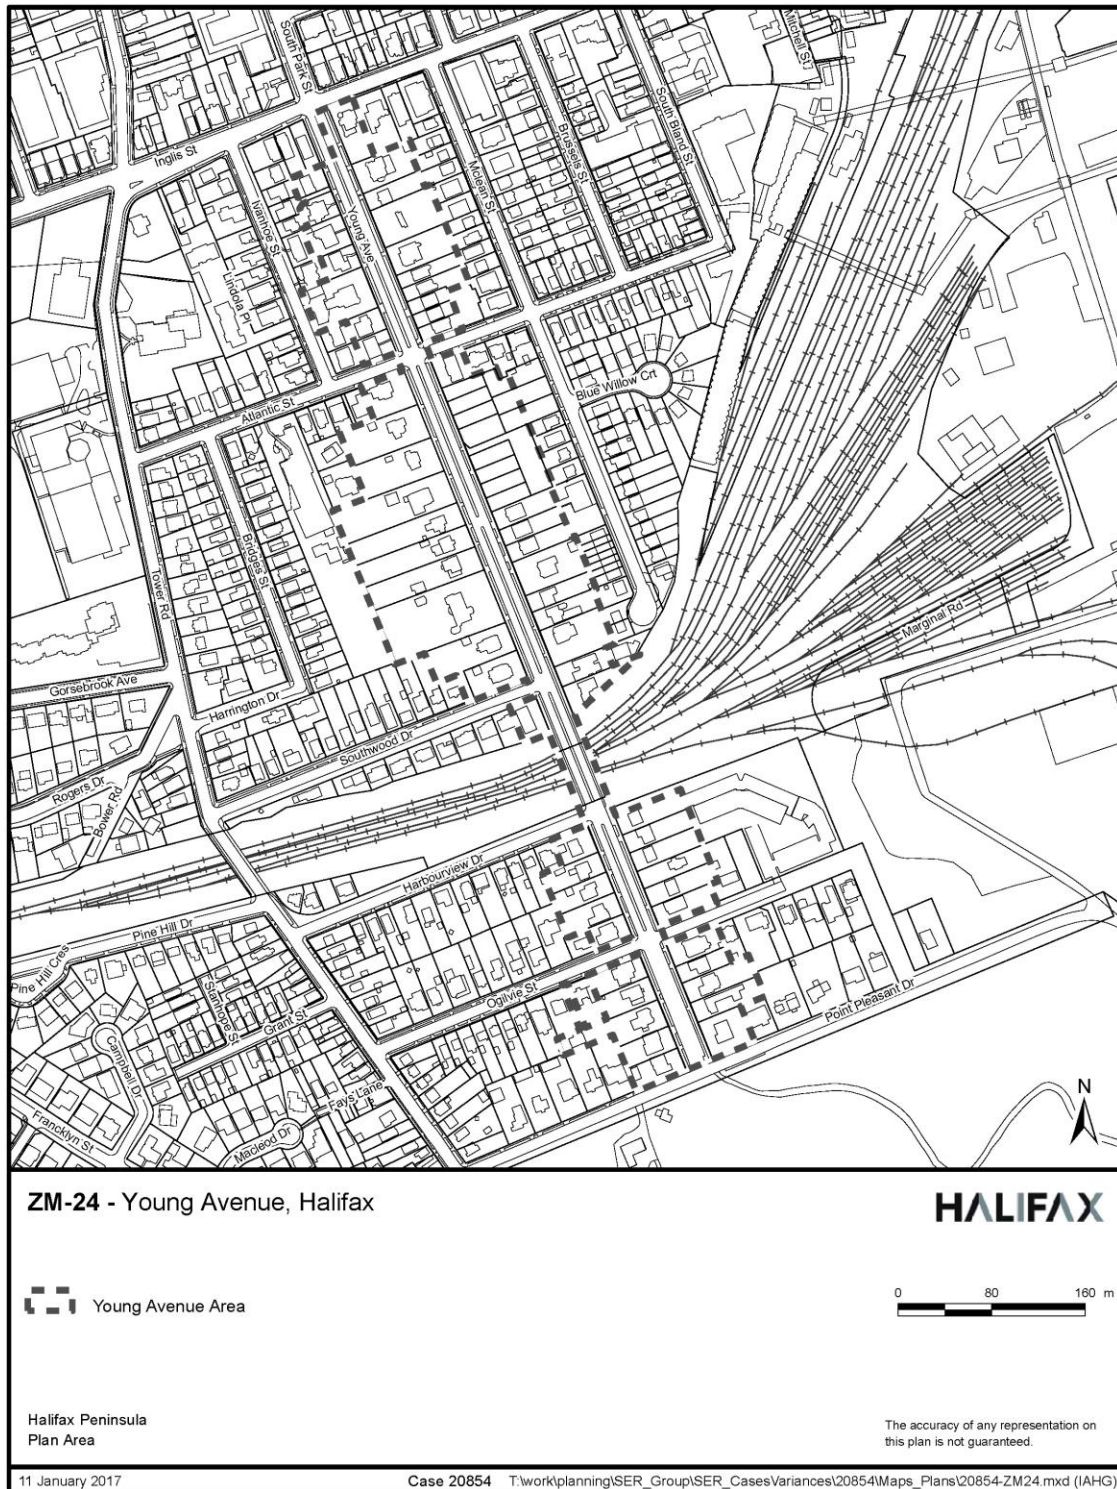 South Park St
Mitchell St
Inglis St
Ivanhoe St
Lindola Pl
Young Ave
Mclean St
Brussels St
South Bland St
Blue Willow Crt
Atlantic St
Bridges St
Tower Rd
Marginal Rd
Gorsebrook Ave
Harrington Dr
Southwood Dr
Rogers Dr
Bower Rd
Harbourview Dr
Pine Hill Dr
Pine Hill Cres
Stanhope St
Grant St
Ogilvie St
Point Pleasant Dr
Campbell Dr
Fays Lane
Francklyn St
Macleod Dr
N
ZM-24 - Young Avenue, Halifax
HALIFAX
Young Avenue Area
0 80 160 m
Halifax Peninsula
Plan Area
The accuracy of any representation on
this plan is not guaranteed.
11 January 2017 Case 20854 T:\work\planning\SER_Group\SER_CasesVariances\20854\Maps_Plans\20854-ZM24.mxd (IAHG)